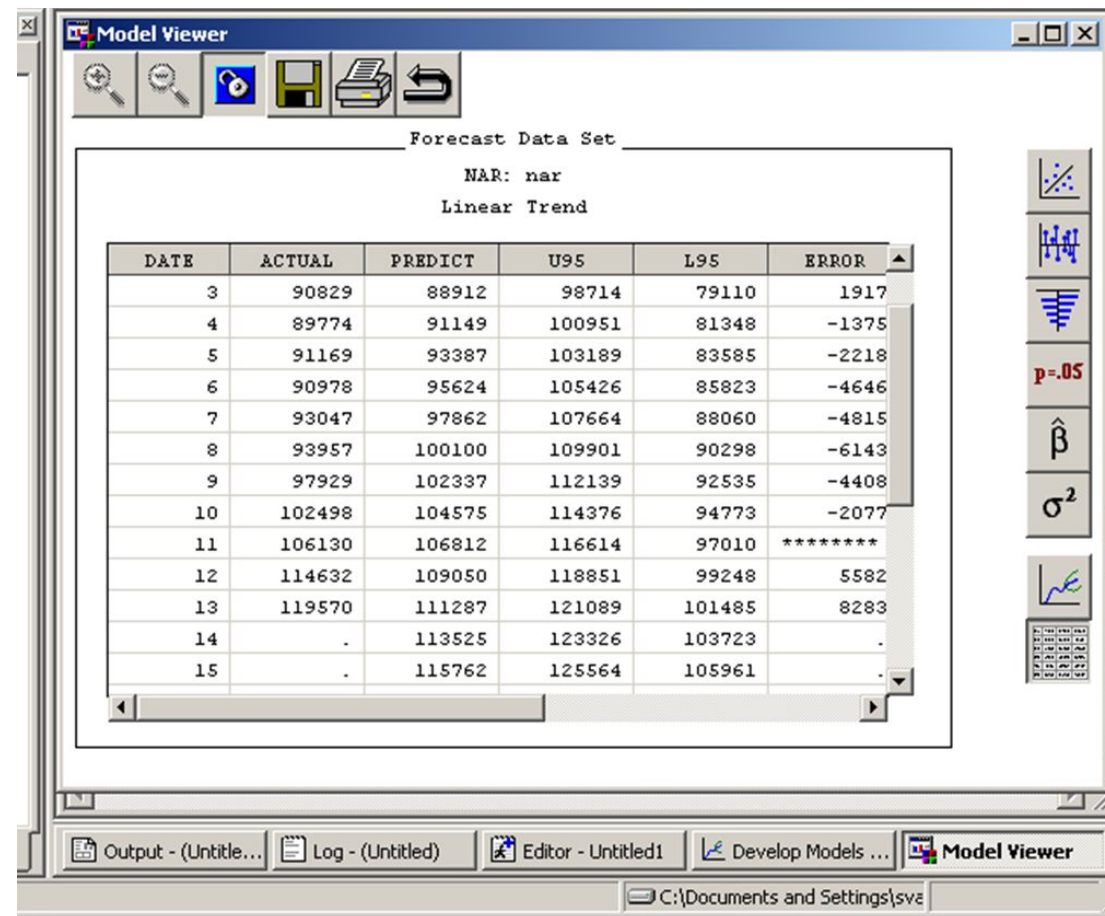 Model Viewer
Forecast Data Set
NAR: nar
Linear Trend
DATE ACTUAL PREDICT U95 L95 ERROR
3 90829 88912 98714 79110 1917
4 89774 91149 100951 81348 -1375
5 91169 93387 103189 83585 -2218
6 90978 95624 105426 85823 -4646
7 93047 97862 107664 88060 -4815
8 93957 100100 109901 90298 -6143
9 97929 102337 112139 92535 -4408
10 102498 104575 114376 94773 -2077
11 106130 106812 116614 97010 ********
12 114632 109050 118851 99248 5582
13 119570 111287 121089 101485 8283
14 . 113525 123326 103723 .
15 . 115762 125564 105961 .
p=.05
β̂
σ²
Output - (Untitle... Log - (Untitled) Editor - Untitled1 Develop Models ... Model Viewer
C:\Documents and Settings\sva